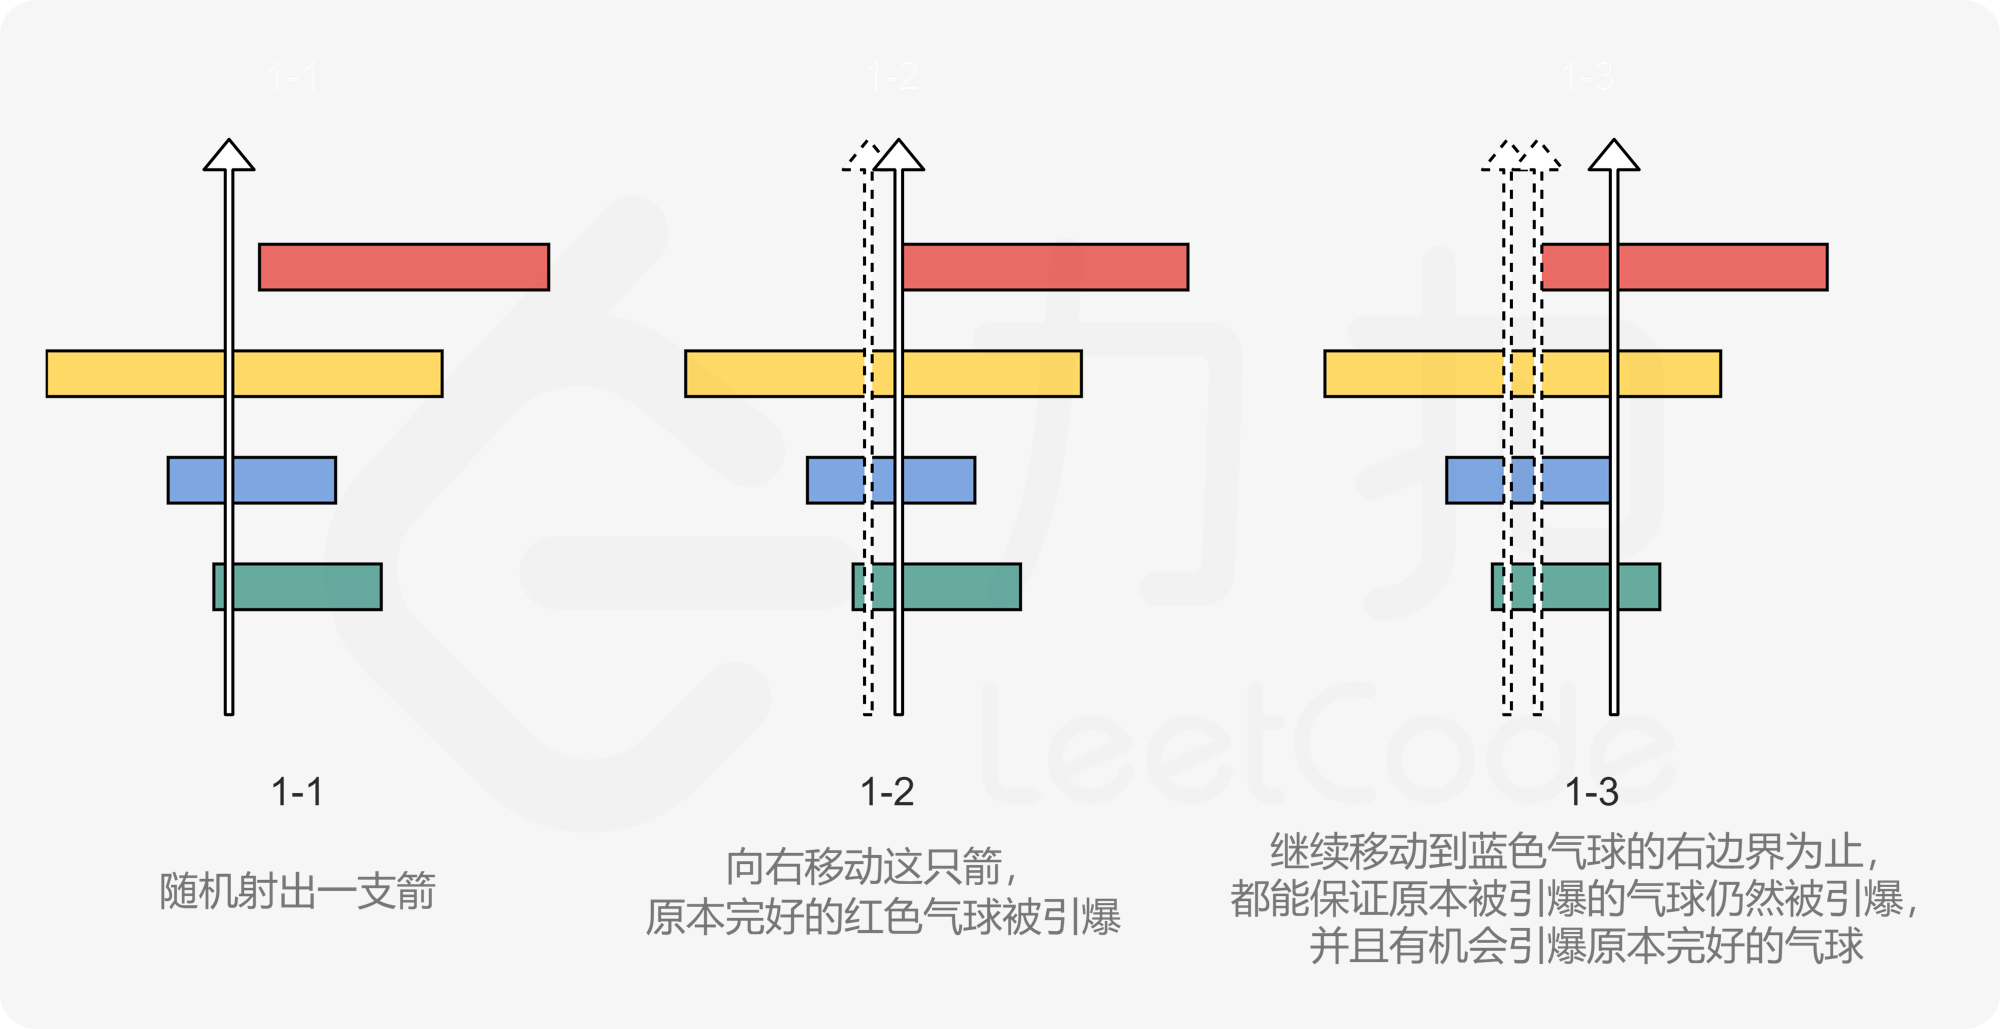 1-1
1-2
1-3
力扣
LeetCode
1-1
随机射出一支箭
1-2
向右移动这只箭，
原本完好的红色气球被引爆
1-3
继续移动到蓝色气球的右边界为止，
都能保证原本被引爆的气球仍然被引爆，
并且有机会引爆原本完好的气球